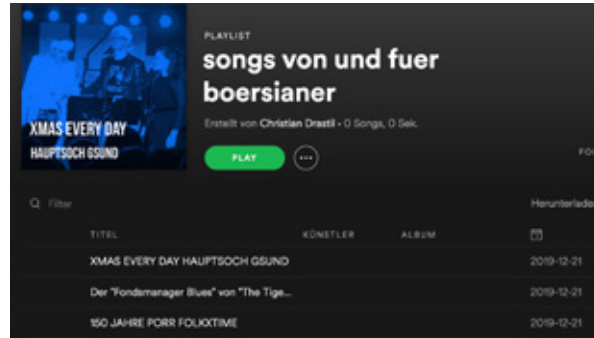 PLAYLIST
songs von und fuer
boersianer
Erstellt von Christian Drastil • 0 Songs, 0 Sek.
XMAS EVERY DAY
HAUPTSOCH GSUND
PLAY
FO
Filter
Herunterlade
TITEL KÜNSTLER ALBUM
XMAS EVERY DAY HAUPTSOCH GSUND 2019-12-21
Der "Fondsmanager Blues" von "The Tige... 2019-12-21
150 JAHRE PORR FOLKXTIME 2019-12-21